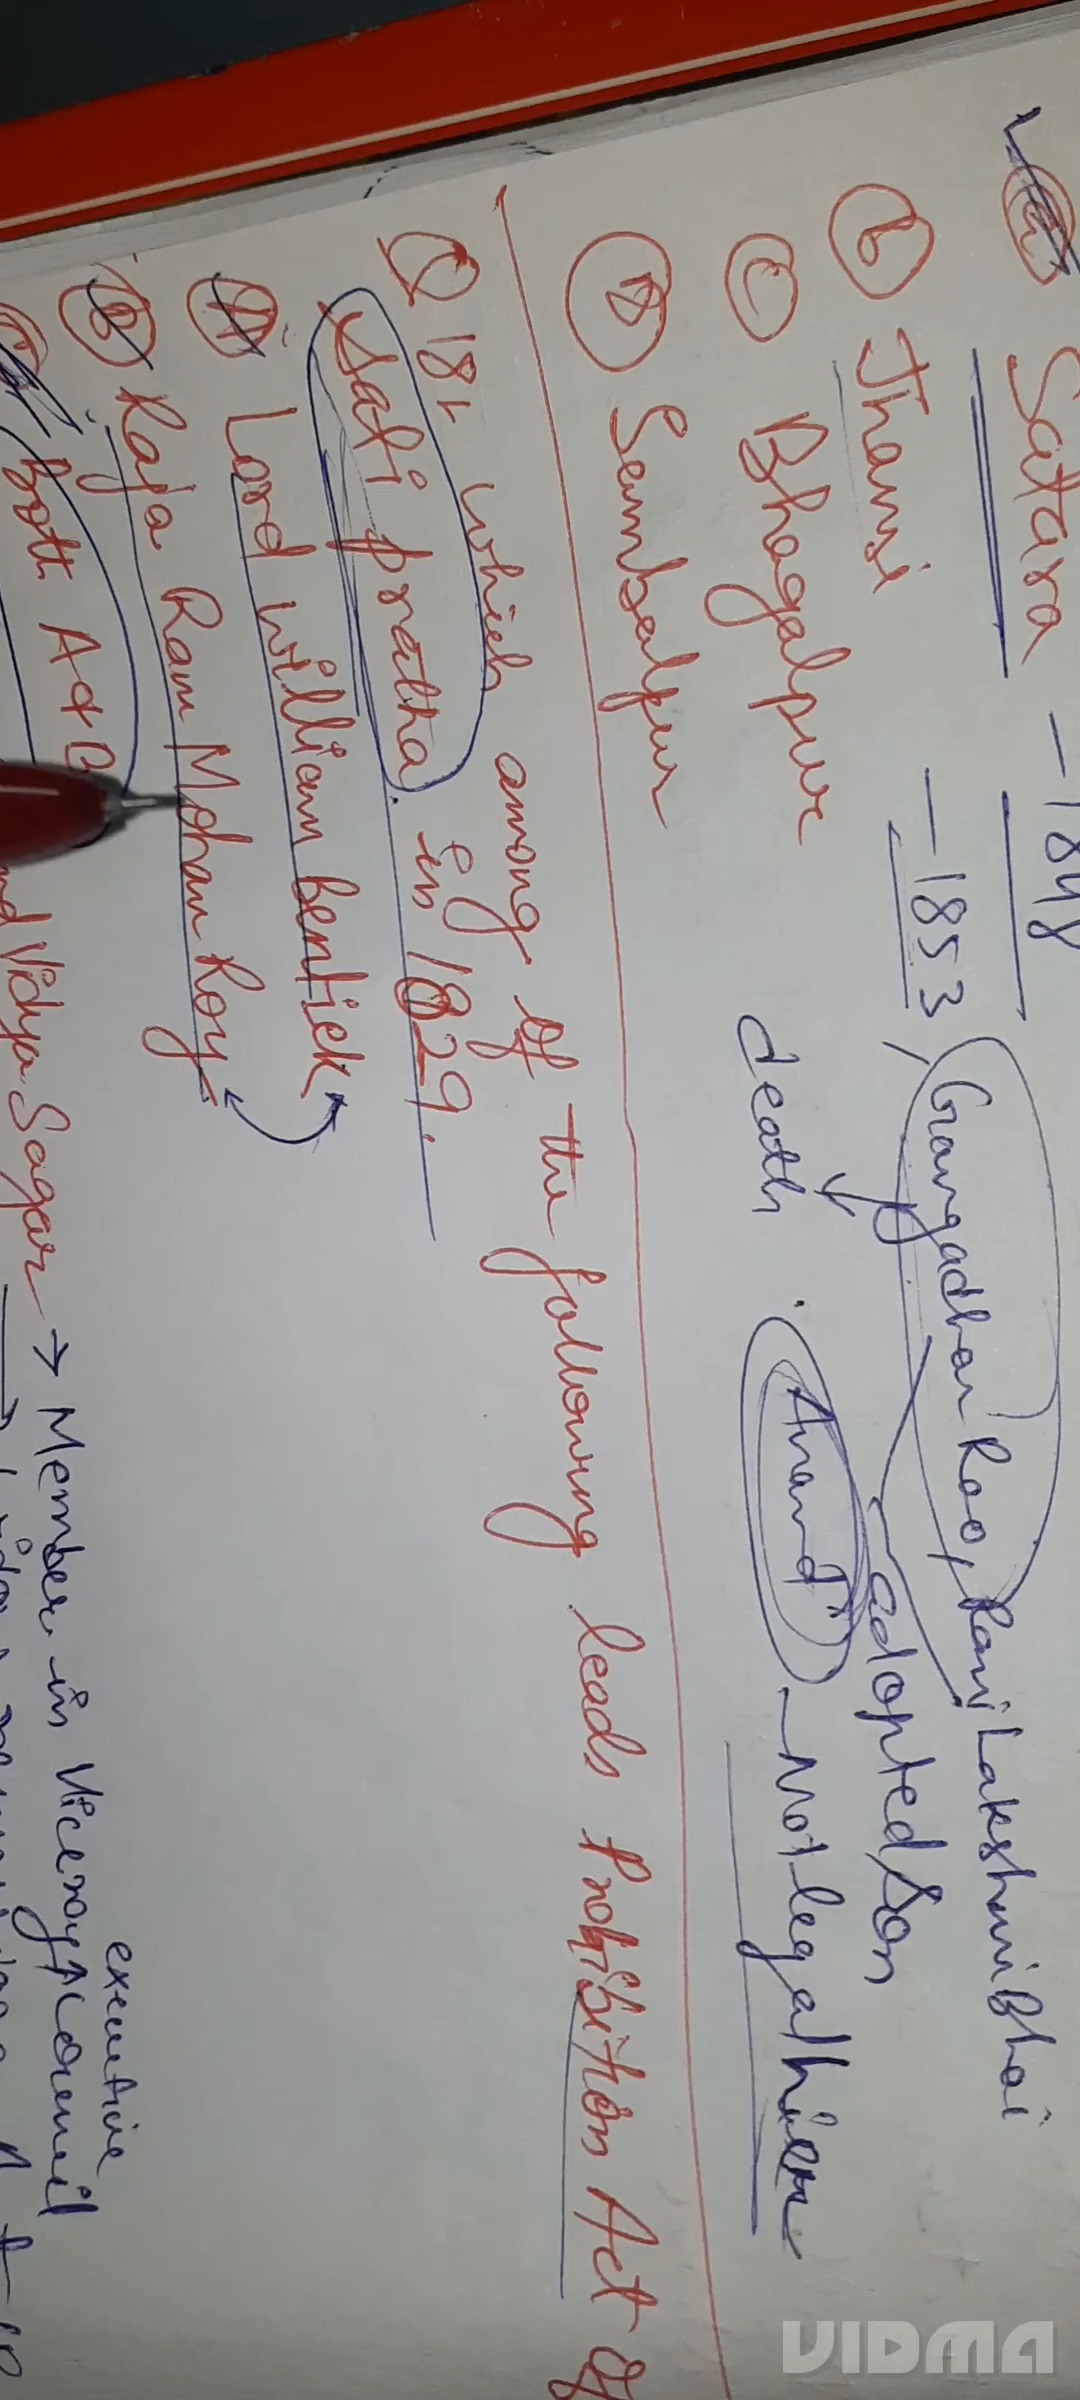 a Satara - 1848
b Jhansi - 1853, Gangadhar Rao, Rani Lakshmi Bhai
adopted Son
c Bhagalpur death . "Anand" - Not legal hier
D Sambalpur
Q 181 which among of the following leads Prohibition Act of
Sati pratha. in 1829.
A Lord William Bentick
B Raja Ram Mohan Roy
Both A & B
executive
Vidya Sagar → Member in Viceroy Council
VIDMA